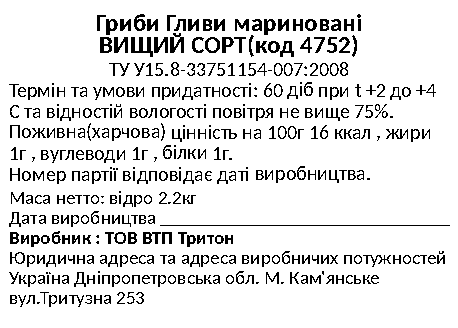 Гриби Гливи мариновані
ВИЩИЙ СОРТ(код 4752)
ТУ У15.8-33751154-007:2008
Термін та умови придатності: 60 діб при t +2 до +4
С та відностій вологості повітря не вище 75%.
Поживна(харчова) цінність на 100г 16 ккал , жири
1г , вуглеводи 1г , білки 1г.
Номер партії відповідає даті виробництва.
Маса нетто: відро 2.2кг
Дата виробництва ______________________________
Виробник : ТОВ ВТП Тритон
Юридична адреса та адреса виробничих потужностей
Україна Дніпропетровська обл. М. Кам'янське
вул.Тритузна 253